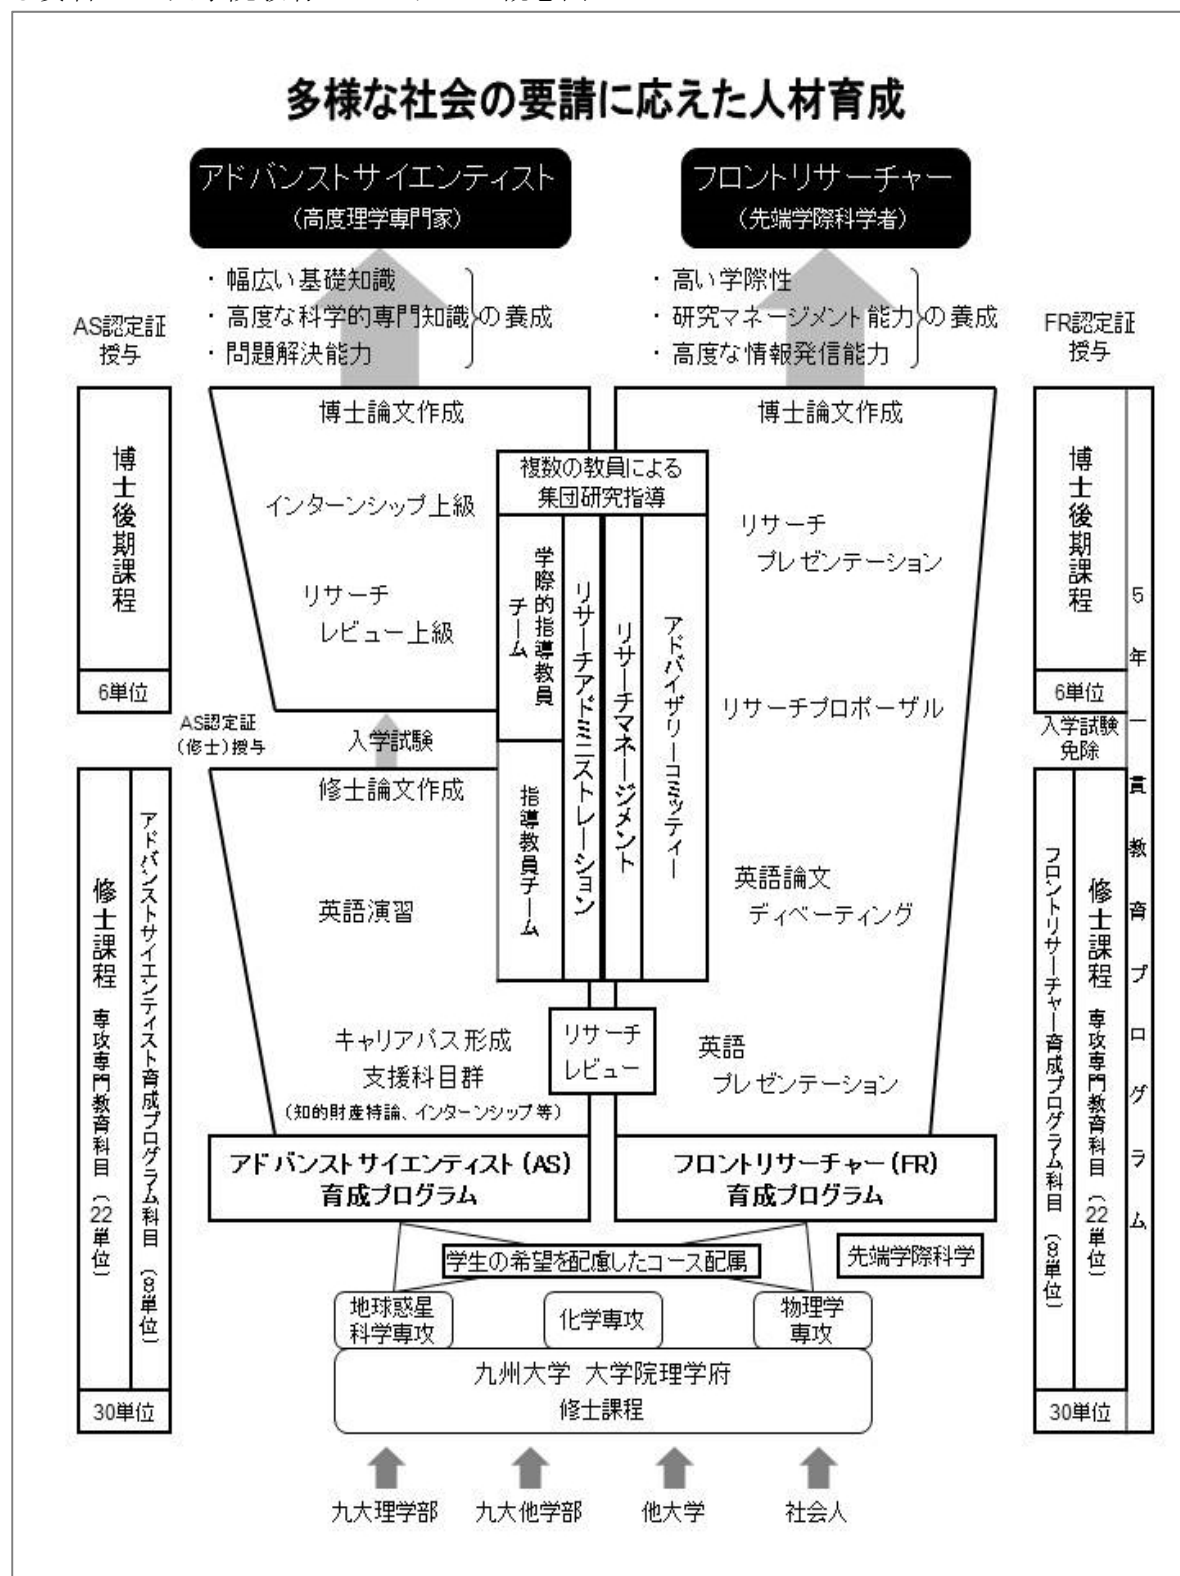 多様な社会の要請に応えた人材育成
アドバンストサイエンティスト
（高度理学専門家）
フロントリサーチャー
（先端学際科学者）
・幅広い基礎知識
・高度な科学的専門知識
・問題解決能力
の養成
・高い学際性
・研究マネージメント能力
・高度な情報発信能力
の養成
AS認定証
授与
FR認定証
授与
博士後期課程
6単位
AS認定証
（修士）授与
修士課程 専攻専門教育科目（22単位）
アドバンストサイエンティスト育成プログラム科目（8単位）
30単位
博士論文作成
インターンシップ上級
リサーチ
レビュー上級
入学試験
修士論文作成
英語演習
キャリアパス形成
支援科目群
（知的財産特論、インターンシップ等）
複数の教員による
集団研究指導
学際的指導教員
チーム
指導教員チーム
リサーチアドミニストレーション
リサーチマネージメント
アドバイザリーコミッティー
リサーチ
レビュー
博士論文作成
リサーチ
プレゼンテーション
リサーチプロポーザル
英語論文
ディベーティング
英語
プレゼンテーション
博士後期課程
6単位
入学試験
免除
フロントリサーチャー育成プログラム科目（8単位）
修士課程 専攻専門教育科目（22単位）
30単位
5年一貫教育プログラム
アドバンストサイエンティスト（AS）
育成プログラム
フロントリサーチャー（FR）
育成プログラム
学生の希望を配慮したコース配属
先端学際科学
地球惑星
科学専攻
化学専攻
物理学
専攻
九州大学 大学院理学府
修士課程
九大理学部
九大他学部
他大学
社会人